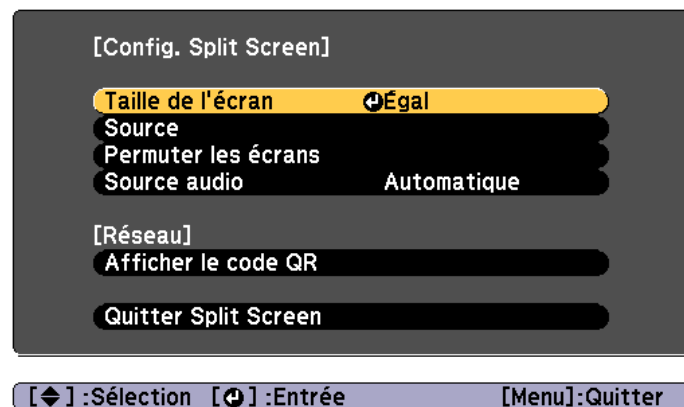 [Config. Split Screen]
Taille de l'écran Égal
Source
Permuter les écrans
Source audio Automatique
[Réseau]
Afficher le code QR
Quitter Split Screen
[ ] :Sélection [ ] :Entrée [Menu]:Quitter